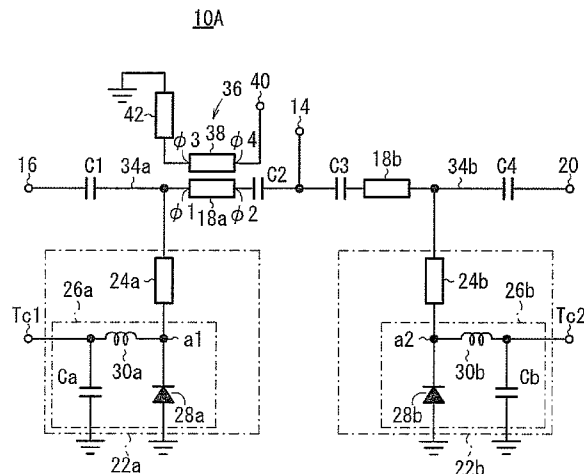 10A
40
36
14
42
ϕ3 38 ϕ4
16 C1 34a C2 C3 18b 34b C4 20
ϕ1 18a ϕ2
24a 24b
Tc1 26a 26b Tc2
a1 a2
30a 30b
Ca 28a 28b Cb
22a 22b